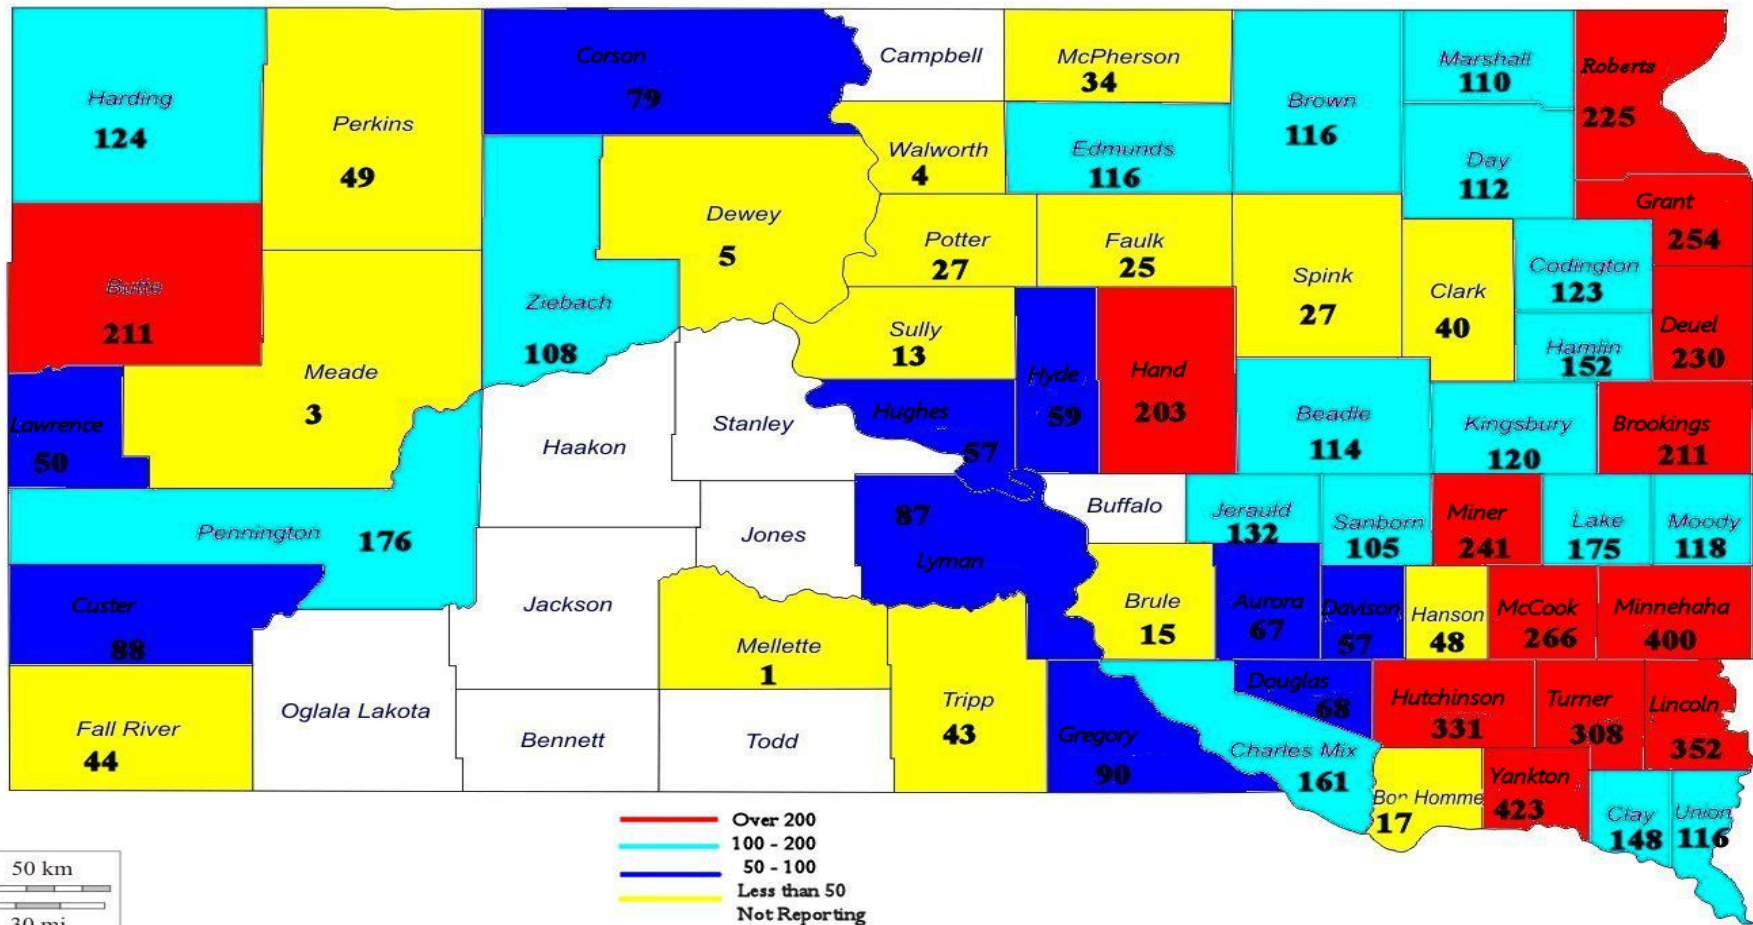 Harding
124
Perkins
49
Corson
79
Campbell
McPherson
34
Brown
116
Marshall
110
Roberts
225
Walworth
4
Edmunds
116
Day
112
Grant
254
Butte
211
Meade
3
Ziebach
108
Dewey
5
Potter
27
Faulk
25
Spink
27
Clark
40
Codington
123
Hamlin
152
Deuel
230
Sully
13
Hyde
59
Hand
203
Lawrence
50
Haakon
Stanley
Hughes
57
Beadle
114
Kingsbury
120
Brookings
211
Pennington 176
Jones
87
Lyman
Buffalo
Jerauld
132
Sanborn
105
Miner
241
Lake
175
Moody
118
Custer
88
Jackson
Mellette
1
Brule
15
Aurora
67
Davison
57
Hanson
48
McCook
266
Minnehaha
400
Fall River
44
Oglala Lakota
Bennett
Todd
Tripp
43
Gregory
90
Douglas
68
Charles Mix
161
Hutchinson
331
Turner
308
Lincoln
352
Bon Homme
17
Yankton
423
Clay
148
Union
116
Over 200
100 - 200
50 - 100
Less than 50
Not Reporting
50 km
30 mi